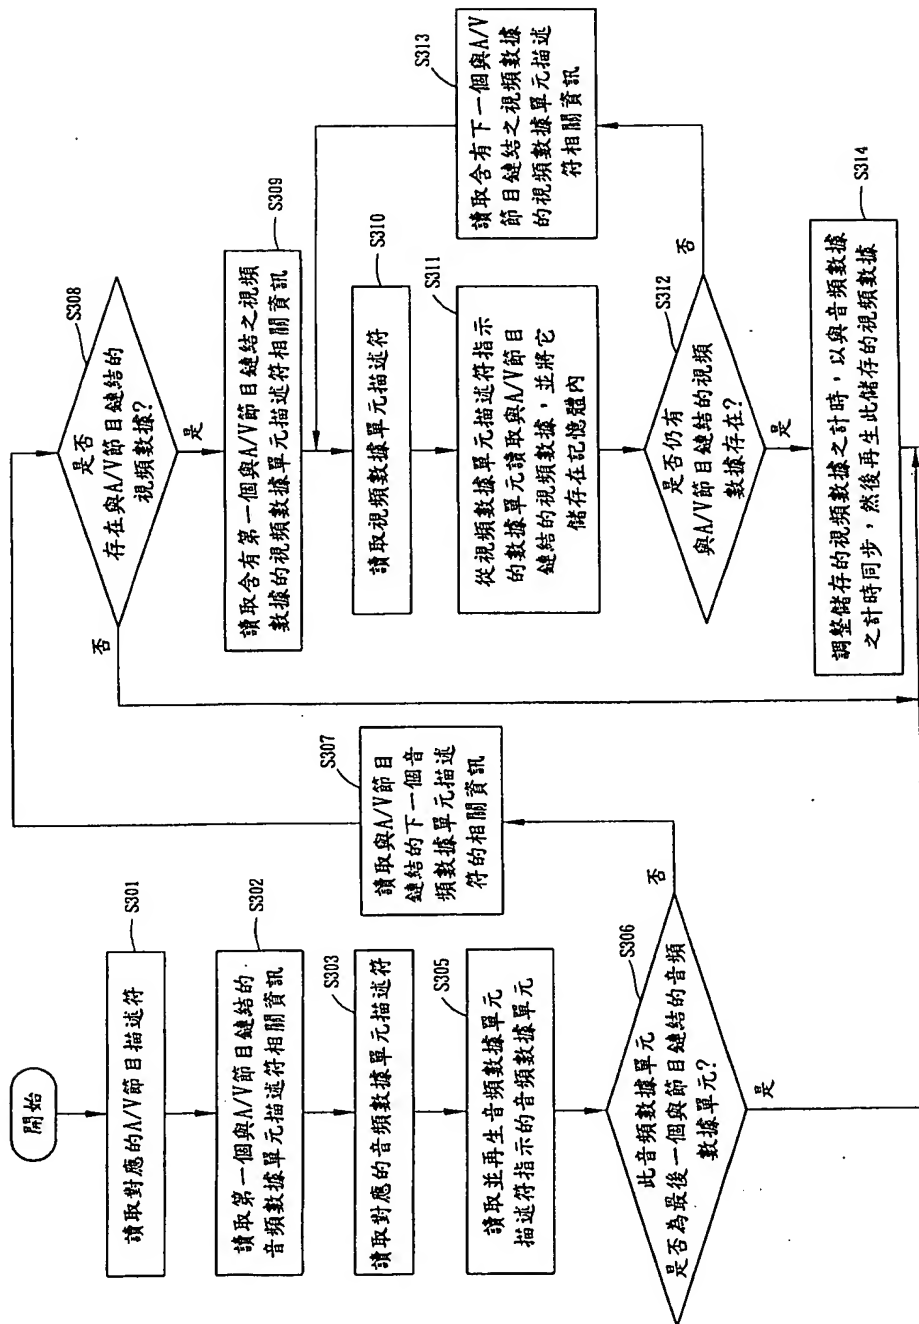 開始
S301
讀取對應的A/V節目描述符
S302
讀取第一個與A/V節目鏈結的
音頻數據單元描述符相關資訊
S303
讀取對應的音頻數據單元描述符
S305
讀取並再生音頻數據單元
描述符指示的音頻數據單元
S306
此音頻數據單元
是否為最後一個與節目鏈結的音頻
數據單元?
否
是
S307
讀取與A/V節目
鏈結的下一個音
頻數據單元描述
符的相關資訊
S308
是否
存在與A/V節目鏈結的
視頻數據?
否
是
S309
讀取含有第一個與A/V節目鏈結之視頻
數據的視頻數據單元描述符相關資訊
S310
讀取視頻數據單元描述符
S311
從視頻數據單元描述符指示
的數據單元讀取與A/V節目
鏈結的視頻數據，並將它
儲存在記憶體內
S312
是否仍有
與A/V節目鏈結的視頻
數據存在?
否
是
S313
讀取含有下一個與A/V
節目鏈結之視頻數據
的視頻數據單元描述
符相關資訊
S314
調整儲存的視頻數據之計時，以與音頻數據
之計時同步，然後再生此儲存的視頻數據